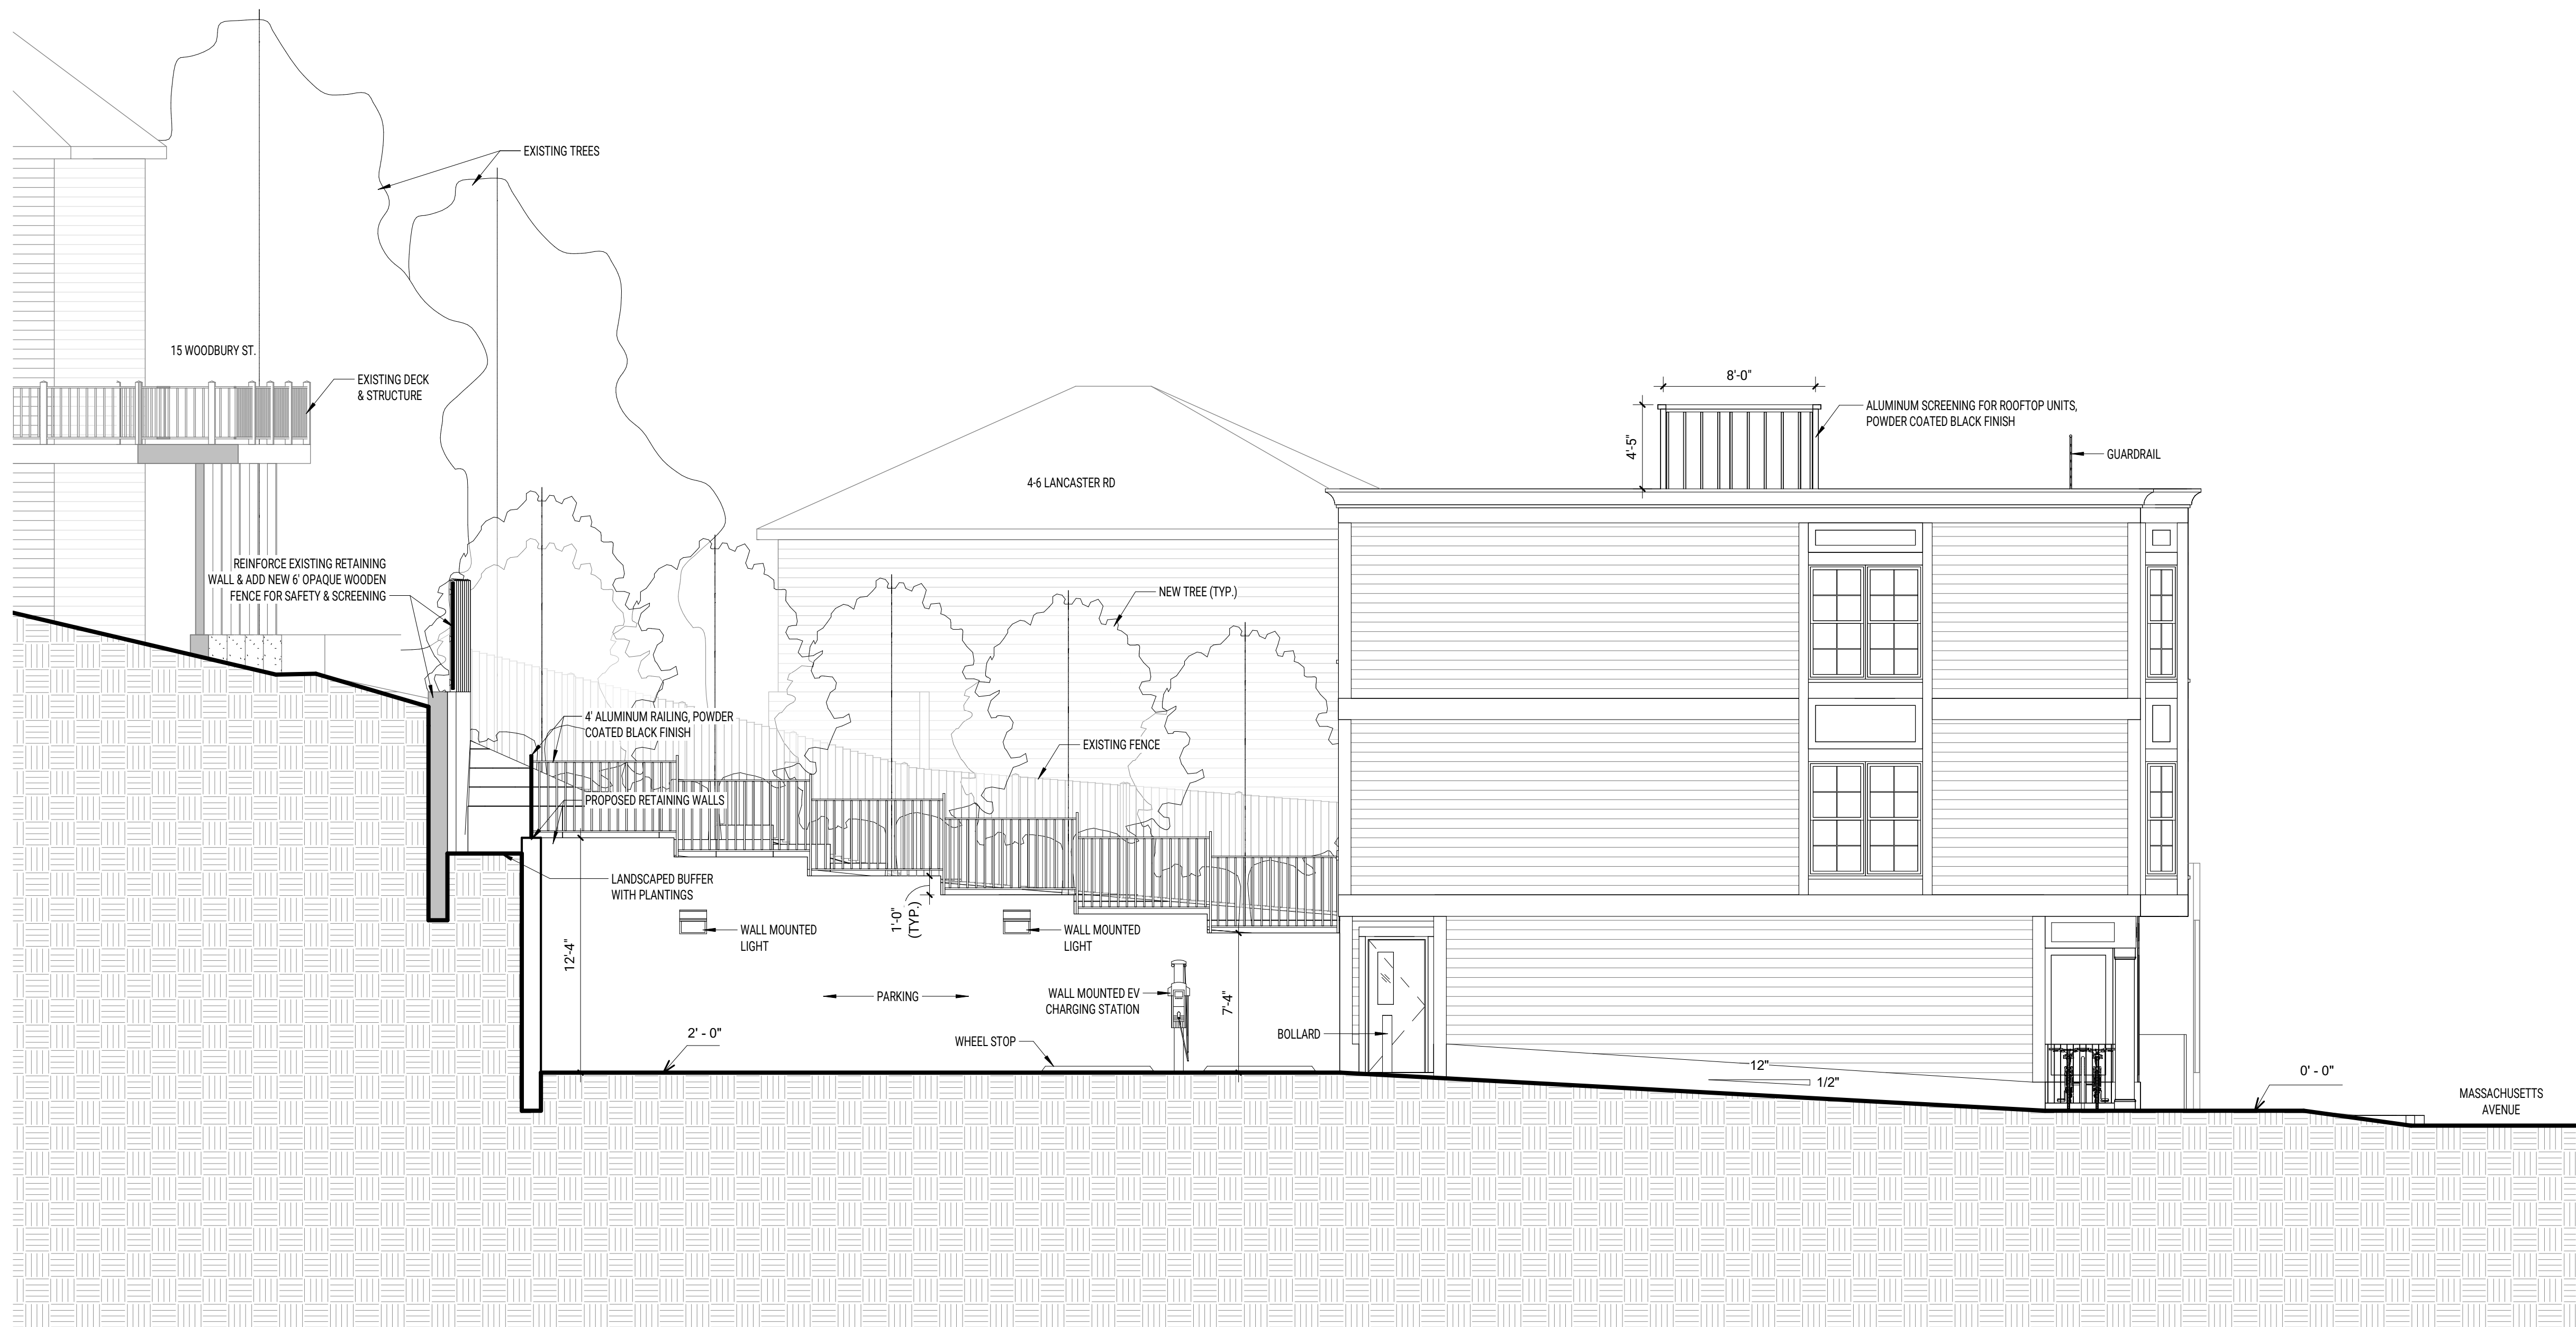 EXISTING TREES
15 WOODBURY ST.
EXISTING DECK
& STRUCTURE
8'-0"
4'-5"
ALUMINUM SCREENING FOR ROOFTOP UNITS,
POWDER COATED BLACK FINISH
GUARDRAIL
4-6 LANCASTER RD
REINFORCE EXISTING RETAINING
WALL & ADD NEW 6' OPAQUE WOODEN
FENCE FOR SAFETY & SCREENING
NEW TREE (TYP.)
4' ALUMINUM RAILING, POWDER
COATED BLACK FINISH
EXISTING FENCE
PROPOSED RETAINING WALLS
LANDSCAPED BUFFER
WITH PLANTINGS
1'-0"
(TYP.)
WALL MOUNTED
LIGHT
WALL MOUNTED
LIGHT
12'-4"
PARKING
WALL MOUNTED EV
CHARGING STATION
7'-4"
2' - 0"
WHEEL STOP
BOLLARD
12"
1/2"
0' - 0"
MASSACHUSETTS
AVENUE